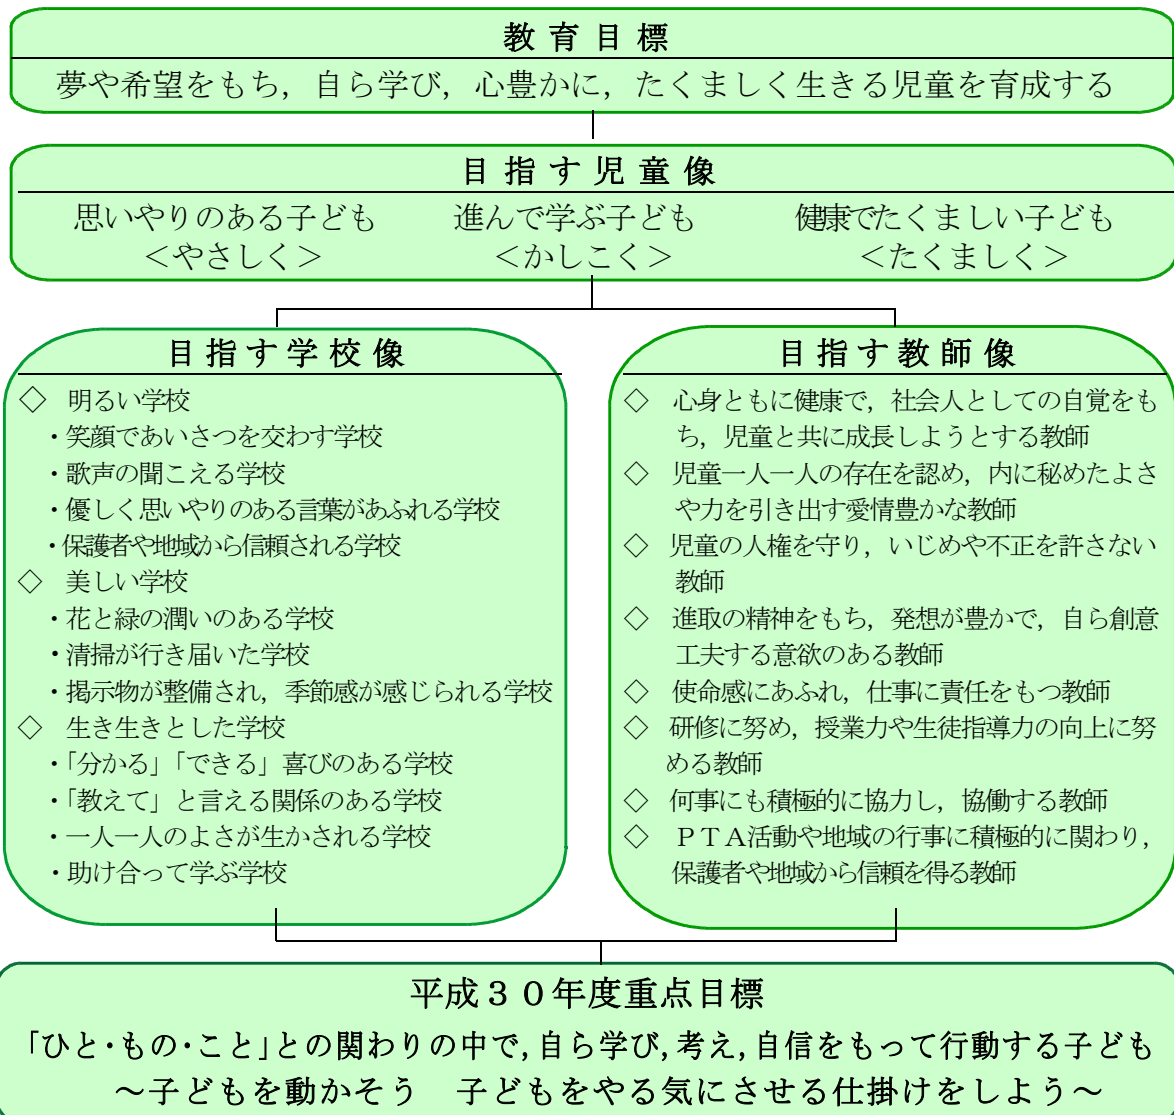 教育目標
夢や希望をもち，自ら学び，心豊かに，たくましく生きる児童を育成する
目指す児童像
思いやりのある子ども　進んで学ぶ子ども　健康でたくましい子ども
＜やさしく＞　＜かしこく＞　＜たくましく＞
目指す学校像
◇　明るい学校
・笑顔であいさつを交わす学校
・歌声の聞こえる学校
・優しく思いやりのある言葉があふれる学校
・保護者や地域から信頼される学校
◇　美しい学校
・花と緑の潤いのある学校
・清掃が行き届いた学校
・掲示物が整備され，季節感が感じられる学校
◇　生き生きとした学校
・「分かる」「できる」喜びのある学校
・「教えて」と言える関係のある学校
・一人一人のよさが生かされる学校
・助け合って学ぶ学校
目指す教師像
◇　心身ともに健康で，社会人としての自覚をも
ち，児童と共に成長しようとする教師
◇　児童一人一人の存在を認め，内に秘めたよさ
や力を引き出す愛情豊かな教師
◇　児童の人権を守り，いじめや不正を許さない
教師
◇　進取の精神をもち，発想が豊かで，自ら創意
工夫する意欲のある教師
◇　使命感にあふれ，仕事に責任をもつ教師
◇　研修に努め，授業力や生徒指導力の向上に努
める教師
◇　何事にも積極的に協力し，協働する教師
◇　ＰＴＡ活動や地域の行事に積極的に関わり，
保護者や地域から信頼を得る教師
平成３０年度重点目標
「ひと・もの・こと」との関わりの中で，自ら学び，考え，自信をもって行動する子ども
～子どもを動かそう　子どもをやる気にさせる仕掛けをしよう～